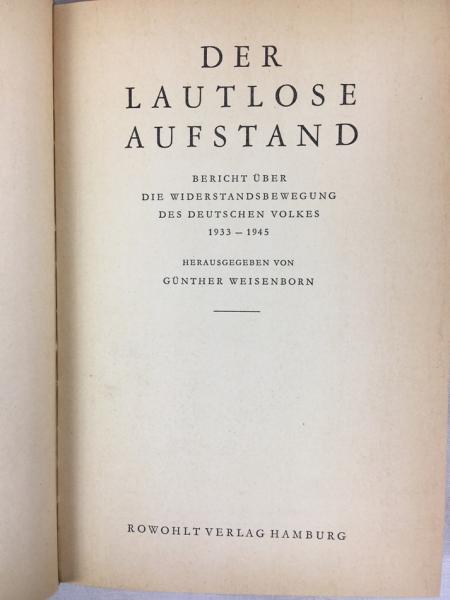 DER
LAUTLOSE
AUFSTAND
BERICHT ÜBER
DIE WIDERSTANDSBEWEGUNG
DES DEUTSCHEN VOLKES
1933 – 1945
HERAUSGEGEBEN VON
GÜNTHER WEISENBORN
ROWOHLT VERLAG HAMBURG